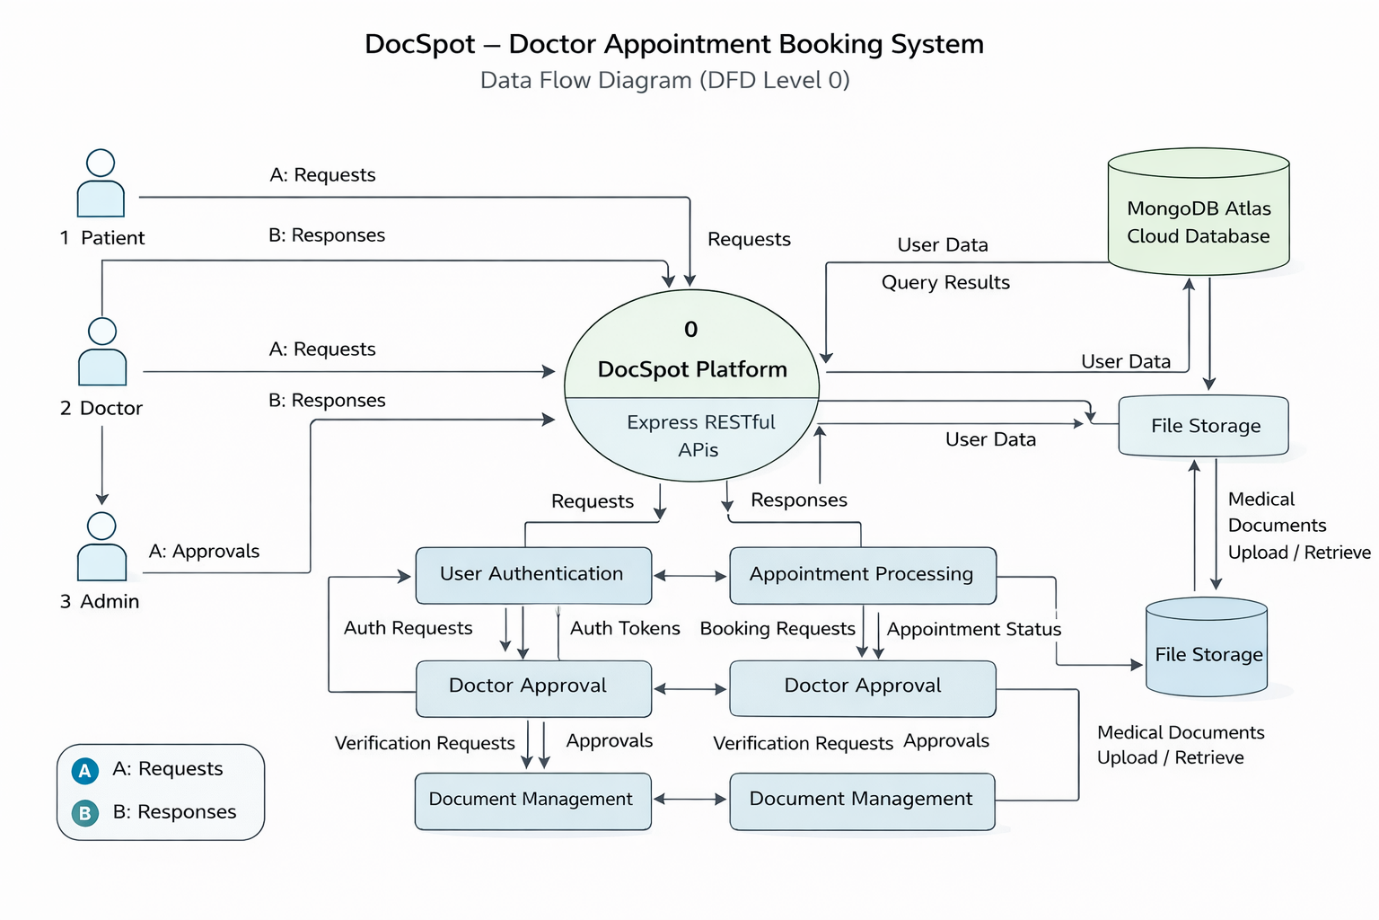 DocSpot – Doctor Appointment Booking System
Data Flow Diagram (DFD Level 0)
A: Requests
1 Patient
B: Responses
Requests
MongoDB Atlas
Cloud Database
User Data
Query Results
A: Requests
2 Doctor
B: Responses
0
DocSpot Platform
Express RESTful
APis
User Data
File Storage
User Data
Requests
Responses
Medical
Documents
Upload / Retrieve
A: Approvals
3 Admin
User Authentication
Appointment Processing
Auth Requests
Auth Tokens
Booking Requests
Appointment Status
File Storage
Doctor Approval
Doctor Approval
Verification Requests
Approvals
Verification Requests
Approvals
Medical Documents
Upload / Retrieve
Document Management
Document Management
A A: Requests
B B: Responses